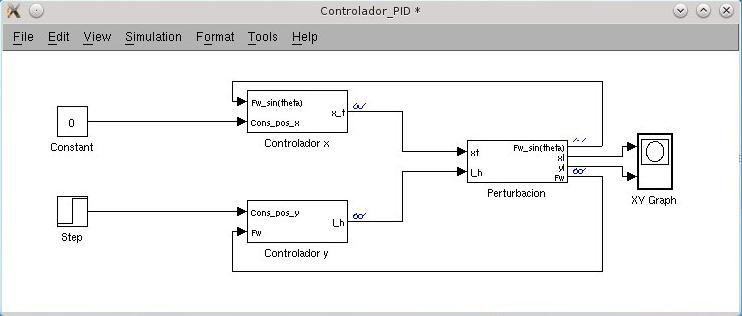 Controlador_PID *
File Edit View Simulation Format Tools Help
0
Constant
Fw_sin(theta)
Cons_pos_x
x_t
Controlador x
Step
Cons_pos_y
Fw
l_h
Controlador y
xt
l_h
Fw_sin(theta)
xl
yl
Fw
Perturbacion
XY Graph